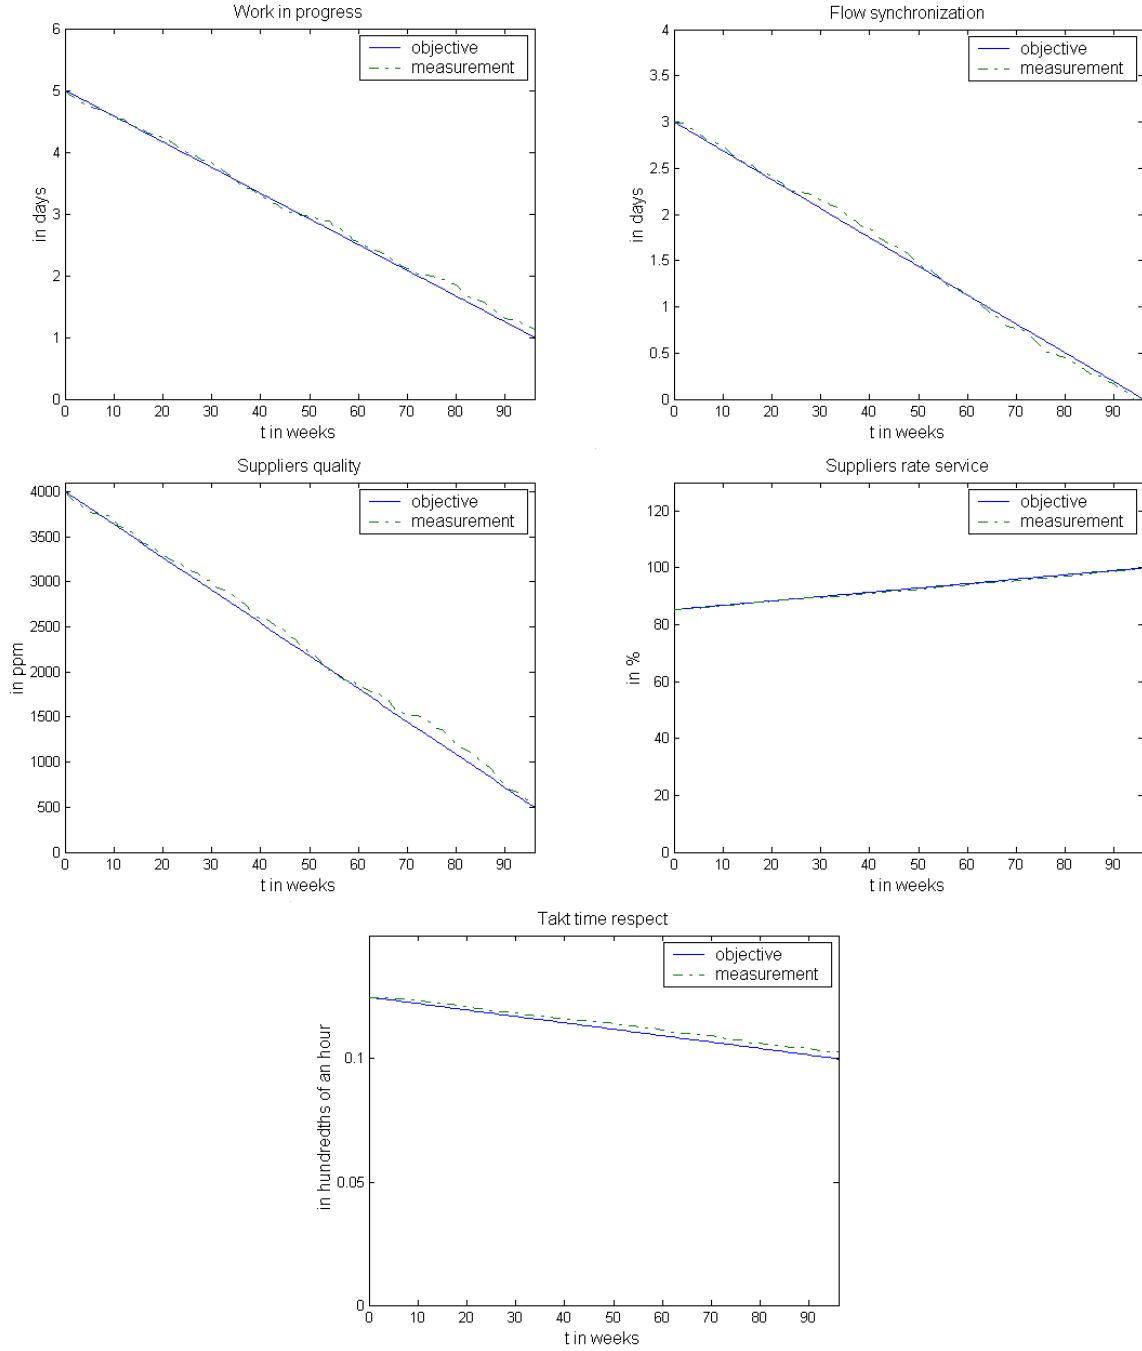 Work in progress
6
5
4
3
2
1
0
in days
objective
measurement
0 10 20 30 40 50 60 70 80 90
t in weeks
Flow synchronization
4
3.5
3
2.5
2
1.5
1
0.5
0
in days
objective
measurement
0 10 20 30 40 50 60 70 80 90
t in weeks
Suppliers quality
4000
3500
3000
2500
2000
1500
1000
500
0
in ppm
objective
measurement
0 10 20 30 40 50 60 70 80 90
t in weeks
Suppliers rate service
120
100
80
60
40
20
0
in %
objective
measurement
0 10 20 30 40 50 60 70 80 90
t in weeks
Takt time respect
0.1
0.05
0
in hundredths of an hour
objective
measurement
0 10 20 30 40 50 60 70 80 90
t in weeks